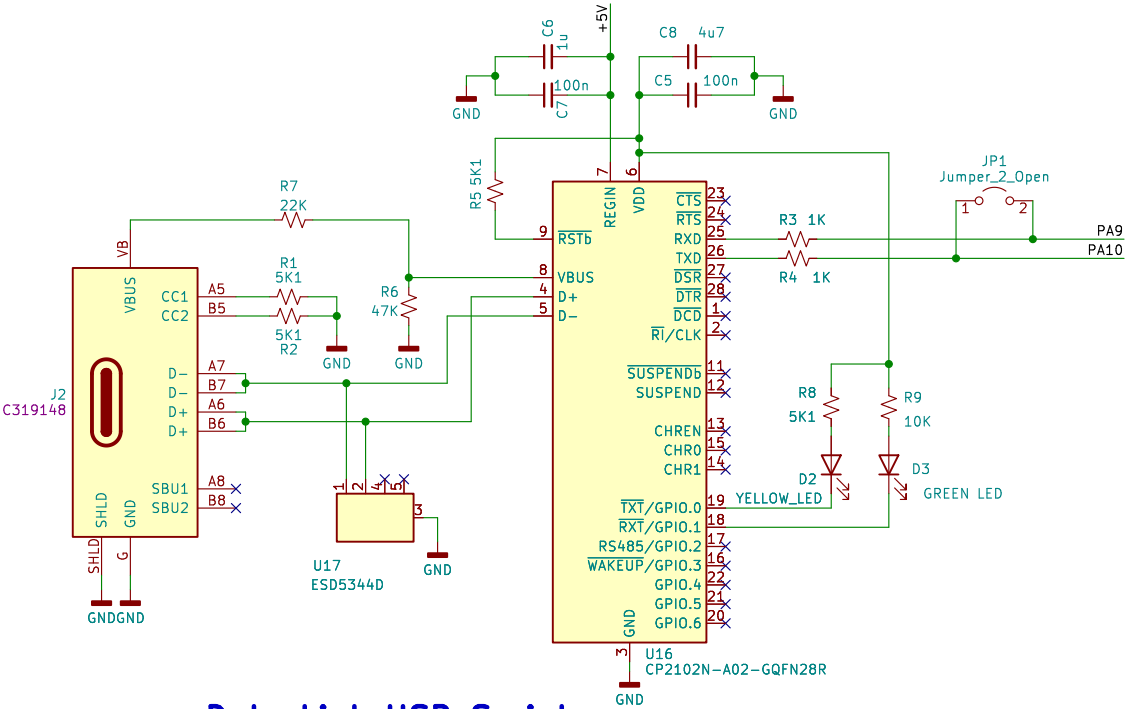 +5V
C6
1u
C8 4u7
100n
C7
C5 100n
GND
GND
R5 5K1
7
6
REGIN
VDD
JP1
Jumper_2_Open
1 2
R7
22K
VB
VBUS
R1
5K1
5K1
R2
GND
R6
47K
GND
CC1 A5
CC2 B5
D- A7
D- B7
D+ A6
D+ B6
SBU1 A8
SBU2 B8
J2
C319148
SHLD
GND
SHLD
G
GND
GND
1
2
4
5
3
GND
U17
ESD5344D
9 RSTb
8 VBUS
4 D+
5 D-
CTS 23
RTS 24
RXD 25
TXD 26
DSR 27
DTR 28
DCD 1
RI/CLK 2
SUSPENDb 11
SUSPEND 12
CHREN 13
CHR0 15
CHR1 14
TXT/GPIO.0 19
RXT/GPIO.1 18
RS485/GPIO.2 17
WAKEUP/GPIO.3 16
GPIO.4 22
GPIO.5 21
GPIO.6 20
GND
3
GND
U16
CP2102N-A02-GQFN28R
R3 1K
R4 1K
PA9
PA10
R8
5K1
R9
10K
D2
YELLOW_LED
D3
GREEN LED